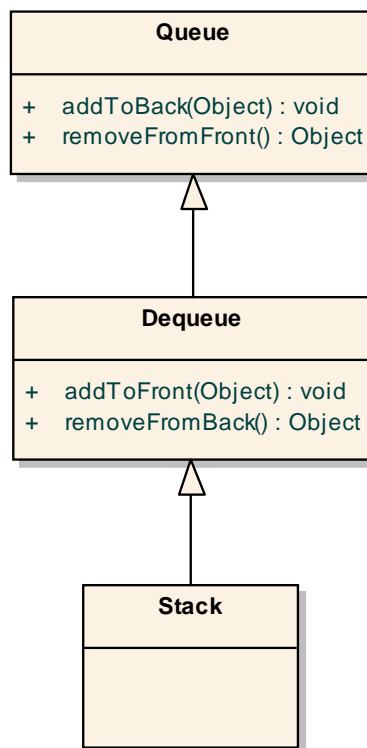 Queue
+ addToBack(Object) : void
+ removeFromFront() : Object
Dequeue
+ addToFront(Object) : void
+ removeFromBack() : Object
Stack